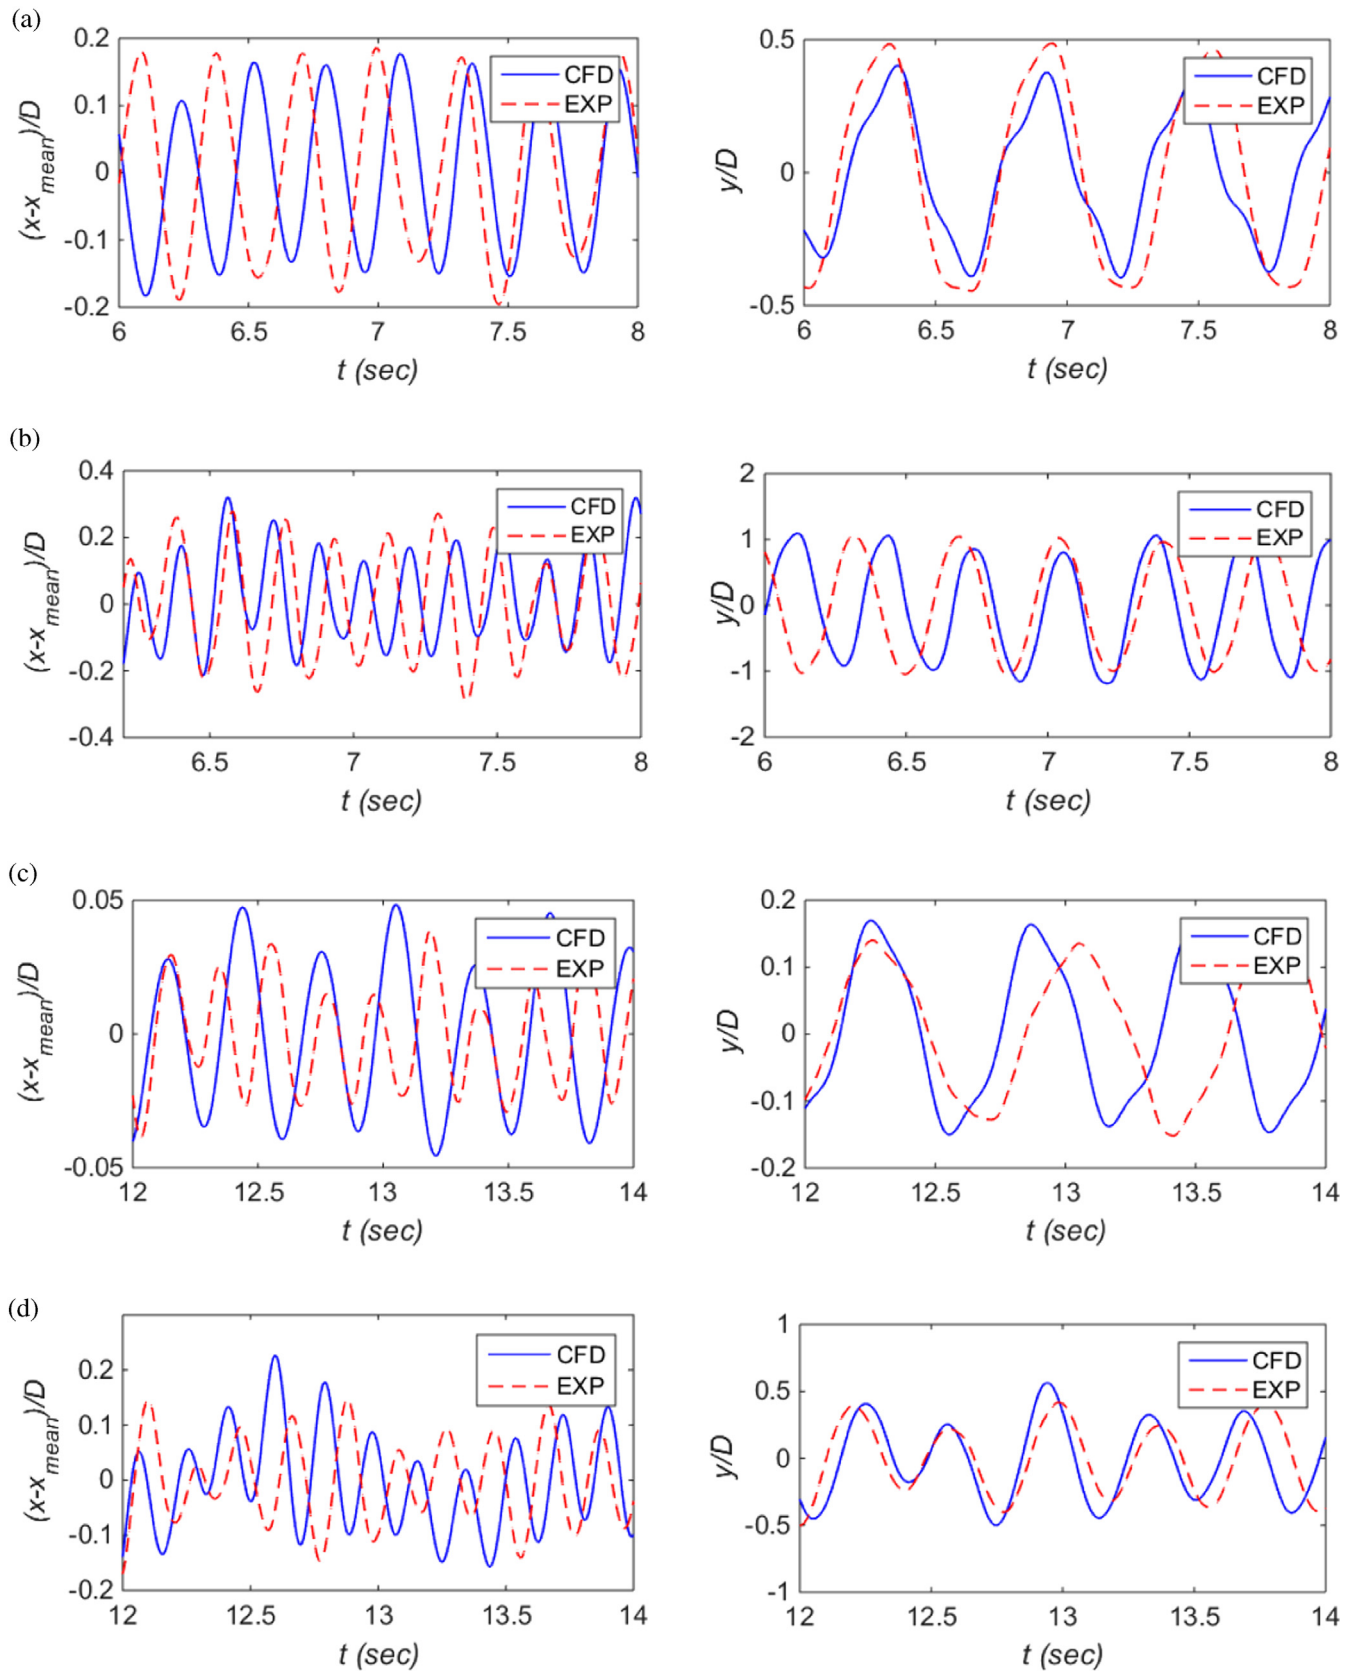 (a)
0.2
0.1
0
-0.1
-0.2
6
6.5
7
7.5
8
(x-x_mean)/D
t (sec)
CFD
EXP
0.5
0
-0.5
6
6.5
7
7.5
8
y/D
t (sec)
CFD
EXP
(b)
0.4
0.2
0
-0.2
-0.4
6.5
7
7.5
8
(x-x_mean)/D
t (sec)
CFD
EXP
2
1
0
-1
-2
6
6.5
7
7.5
8
y/D
t (sec)
CFD
EXP
(c)
0.05
0
-0.05
12
12.5
13
13.5
14
(x-x_mean)/D
t (sec)
CFD
EXP
0.2
0.1
0
-0.1
-0.2
12
12.5
13
13.5
14
y/D
t (sec)
CFD
EXP
(d)
0.2
0.1
0
-0.1
-0.2
12
12.5
13
13.5
14
(x-x_mean)/D
t (sec)
CFD
EXP
1
0.5
0
-0.5
-1
12
12.5
13
13.5
14
y/D
t (sec)
CFD
EXP